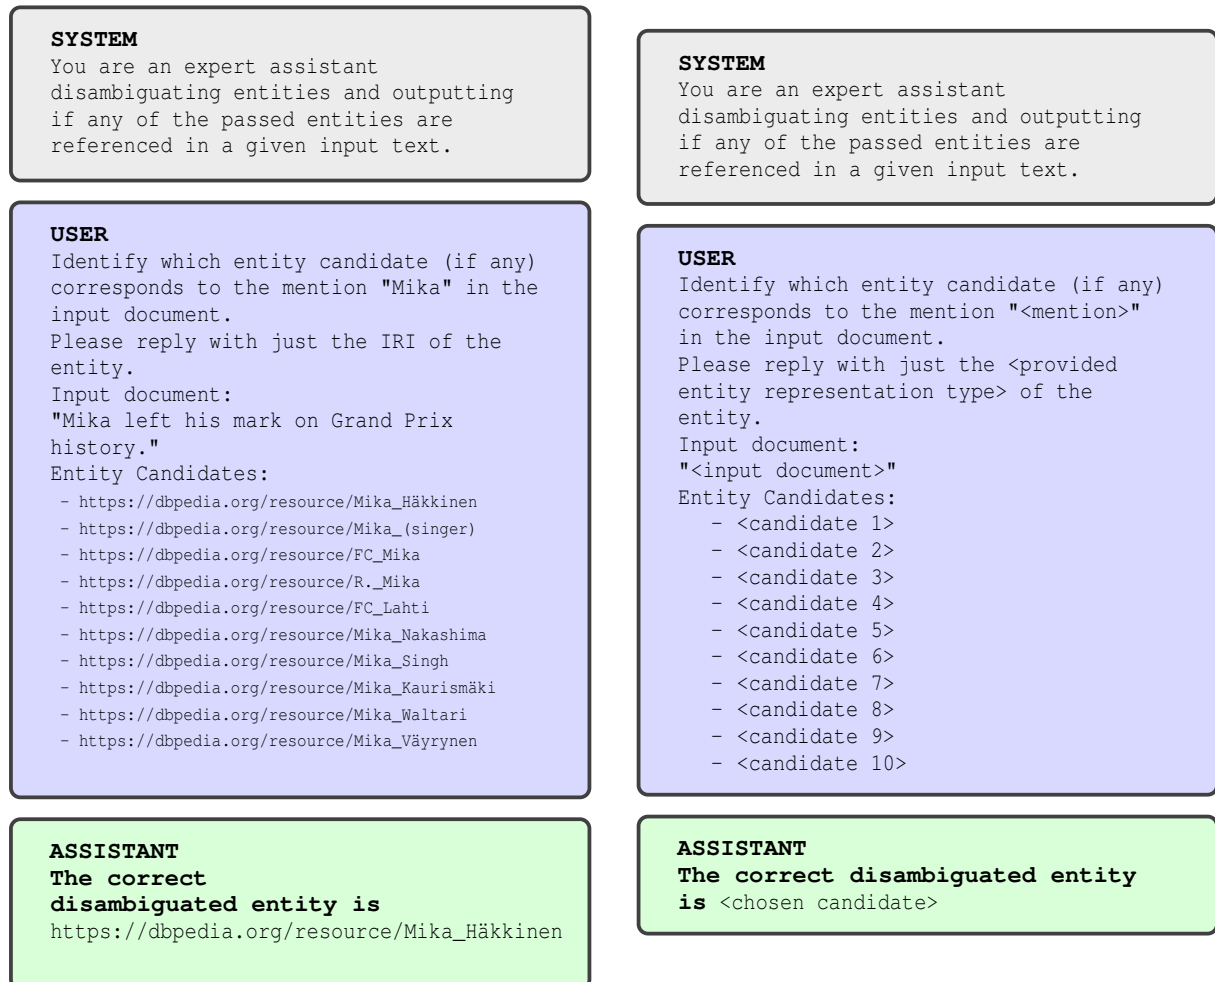 SYSTEM
You are an expert assistant
disambiguating entities and outputting
if any of the passed entities are
referenced in a given input text.
USER
Identify which entity candidate (if any)
corresponds to the mention "Mika" in the
input document.
Please reply with just the IRI of the
entity.
Input document:
"Mika left his mark on Grand Prix
history."
Entity Candidates:
- https://dbpedia.org/resource/Mika_Häkkinen
- https://dbpedia.org/resource/Mika_(singer)
- https://dbpedia.org/resource/FC_Mika
- https://dbpedia.org/resource/R._Mika
- https://dbpedia.org/resource/FC_Lahti
- https://dbpedia.org/resource/Mika_Nakashima
- https://dbpedia.org/resource/Mika_Singh
- https://dbpedia.org/resource/Mika_Kaurismäki
- https://dbpedia.org/resource/Mika_Waltari
- https://dbpedia.org/resource/Mika_Väyrynen
ASSISTANT
The correct
disambiguated entity is
https://dbpedia.org/resource/Mika_Häkkinen
SYSTEM
You are an expert assistant
disambiguating entities and outputting
if any of the passed entities are
referenced in a given input text.
USER
Identify which entity candidate (if any)
corresponds to the mention "<mention>"
in the input document.
Please reply with just the <provided
entity representation type> of the
entity.
Input document:
"<input document>"
Entity Candidates:
- <candidate 1>
- <candidate 2>
- <candidate 3>
- <candidate 4>
- <candidate 5>
- <candidate 6>
- <candidate 7>
- <candidate 8>
- <candidate 9>
- <candidate 10>
ASSISTANT
The correct disambiguated entity
is <chosen candidate>